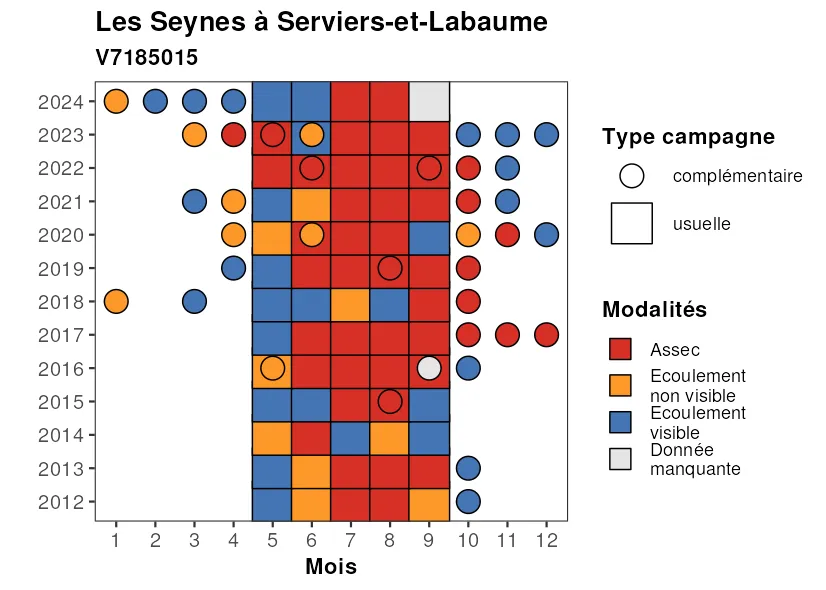 Les Seynes à Serviers-et-Labaume
V7185015
2024
2023
2022
2021
2020
2019
2018
2017
2016
2015
2014
2013
2012
1 2 3 4 5 6 7 8 9 10 11 12
Mois
Type campagne
complémentaire
usuelle
Modalités
Assec
Ecoulement
non visible
Ecoulement
visible
Donnée
manquante